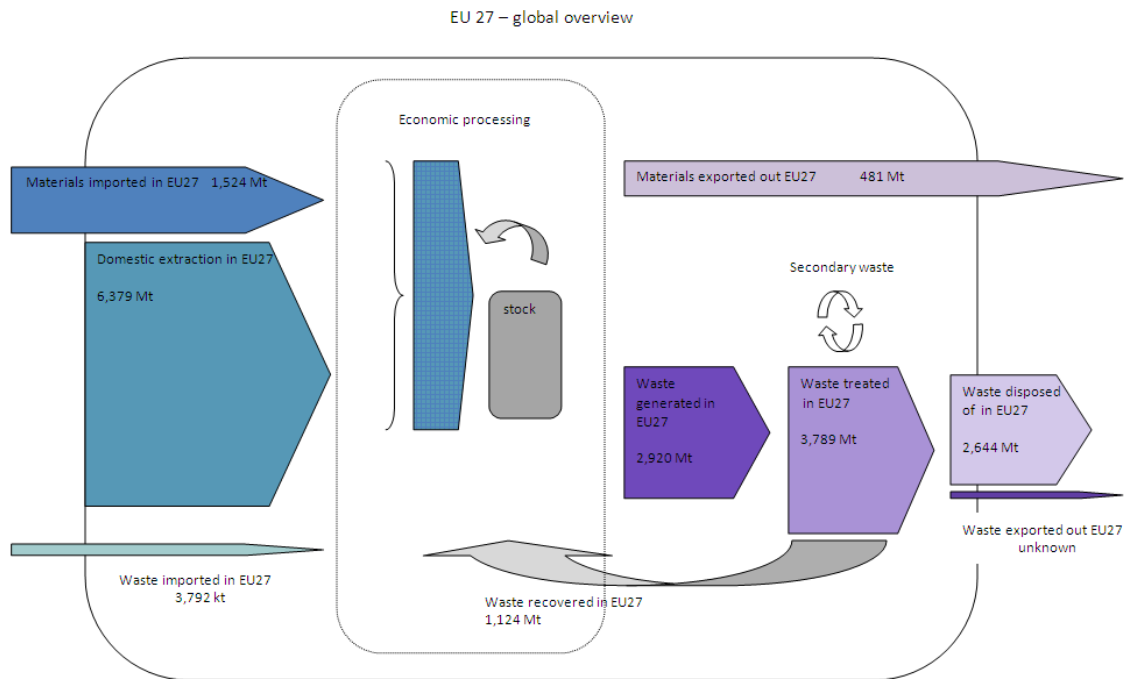 EU 27 – global overview
Economic processing
Materials imported in EU27 1,524 Mt
Materials exported out EU27 481 Mt
Domestic extraction in EU27
6,379 Mt
Secondary waste
stock
Waste
generated in
EU27
2,920 Mt
Waste treated
in EU27
3,789 Mt
Waste disposed
of in EU27
2,644 Mt
Waste exported out EU27
unknown
Waste imported in EU27
3,792 kt
Waste recovered in EU27
1,124 Mt